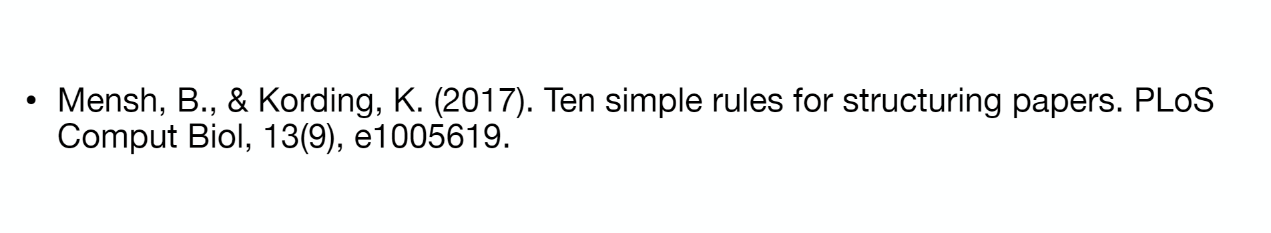 • Mensh, B., & Kording, K. (2017). Ten simple rules for structuring papers. PLoS
Comput Biol, 13(9), e1005619.